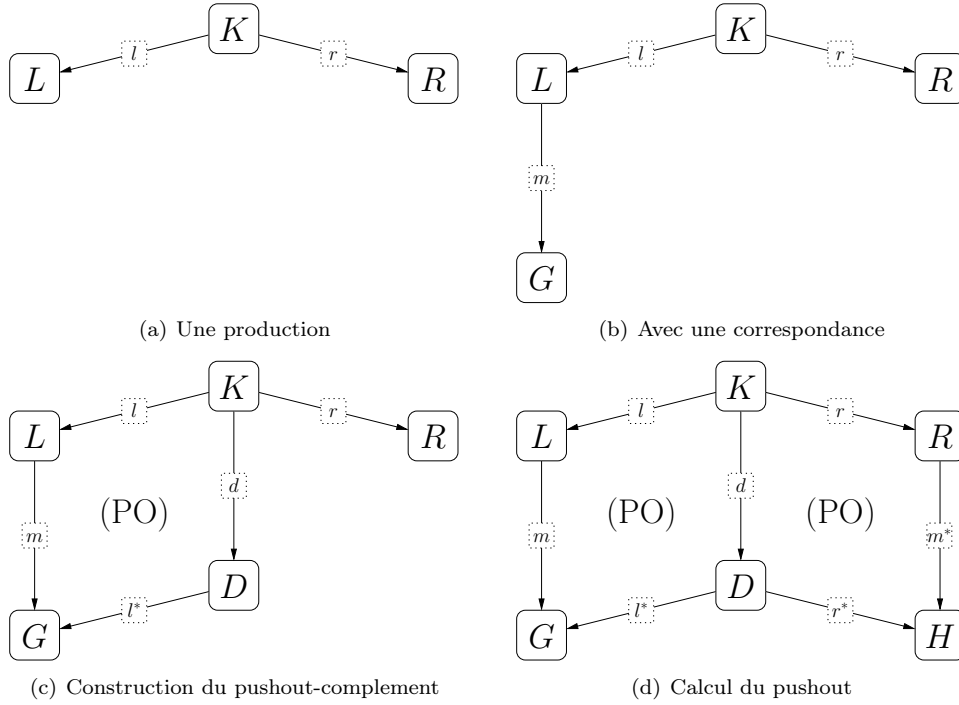 K K
l r l r
L R L R
m
G
(a) Une production (b) Avec une correspondance
K K
l r l r
L R L R
d d
(PO) (PO) (PO)
m m m*
D D
l* l* r*
G G H
(c) Construction du pushout-complement (d) Calcul du pushout